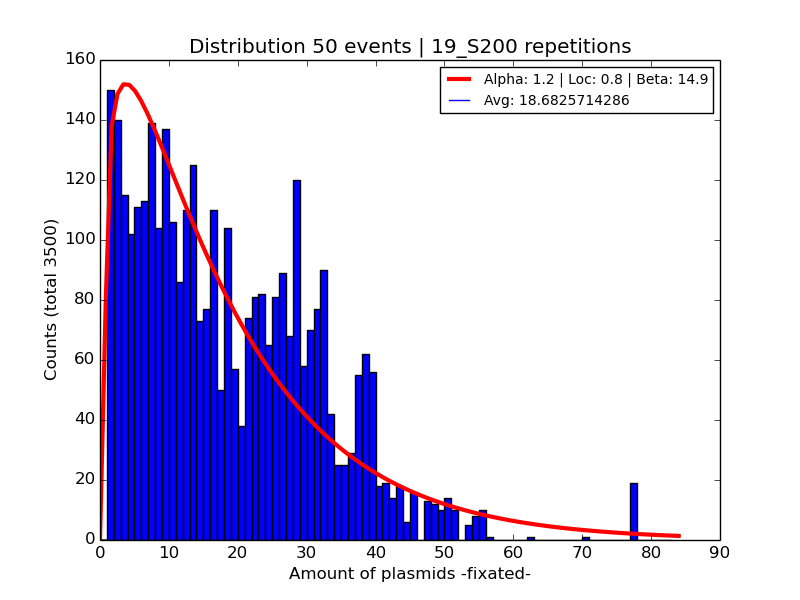 Distribution 50 events | 19_S200 repetitions
Alpha: 1.2 | Loc: 0.8 | Beta: 14.9
Avg: 18.6825714286
160
140
120
100
80
60
40
20
0
Counts (total 3500)
0 10 20 30 40 50 60 70 80 90
Amount of plasmids -fixated-